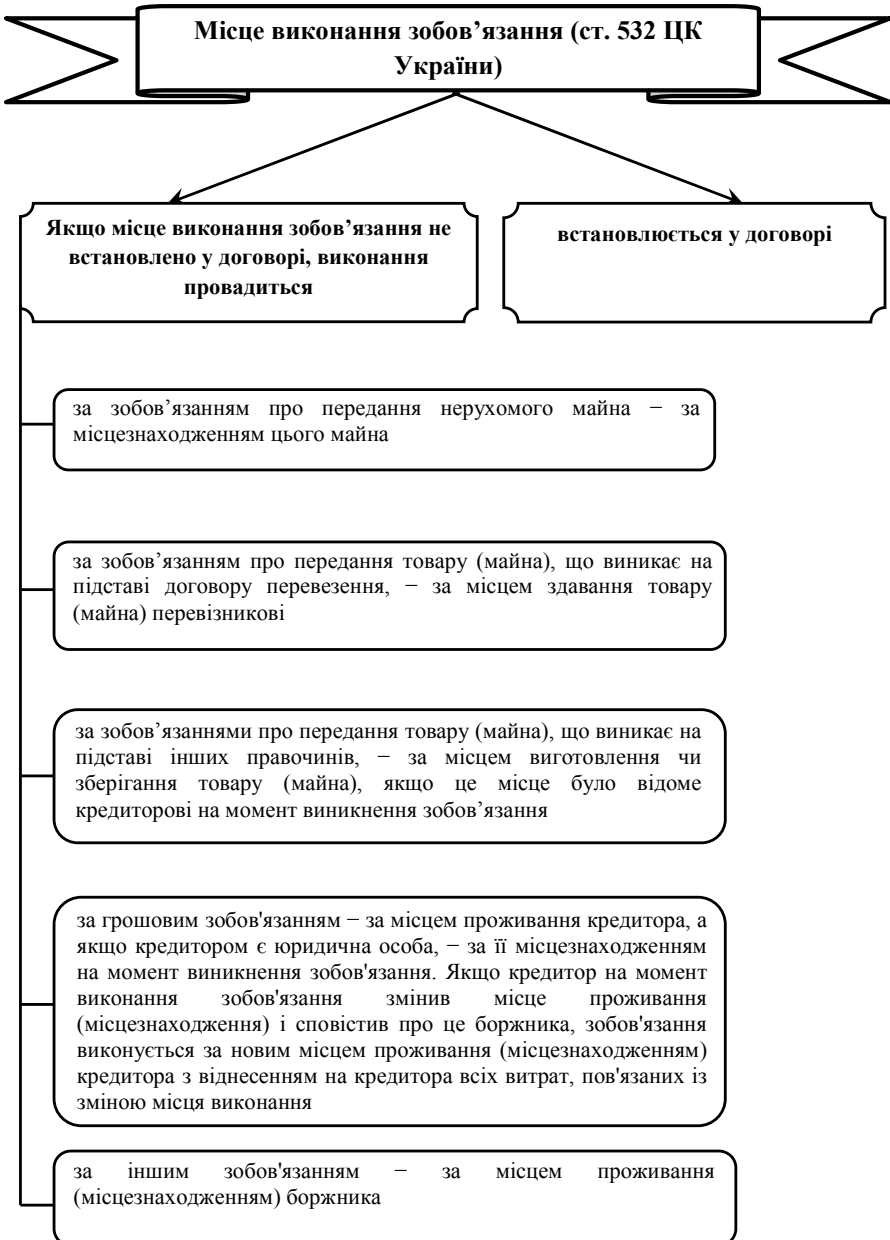 Місце виконання зобов’язання (ст. 532 ЦК
України)
Якщо місце виконання зобов’язання не
встановлено у договорі, виконання
провадиться
встановлюється у договорі
за зобов’язанням про передання нерухомого майна − за
місцезнаходженням цього майна
за зобов’язанням про передання товару (майна), що виникає на
підставі договору перевезення, − за місцем здавання товару
(майна) перевізникові
за зобов’язаннями про передання товару (майна), що виникає на
підставі інших правочинів, − за місцем виготовлення чи
зберігання товару (майна), якщо це місце було відоме
кредиторові на момент виникнення зобов’язання
за грошовим зобов'язанням − за місцем проживання кредитора, а
якщо кредитором є юридична особа, − за її місцезнаходженням
на момент виникнення зобов'язання. Якщо кредитор на момент
виконання зобов'язання змінив місце проживання
(місцезнаходження) і сповістив про це боржника, зобов'язання
виконується за новим місцем проживання (місцезнаходженням)
кредитора з віднесенням на кредитора всіх витрат, пов'язаних із
зміною місця виконання
за іншим зобов'язанням − за місцем проживання
(місцезнаходженням) боржника